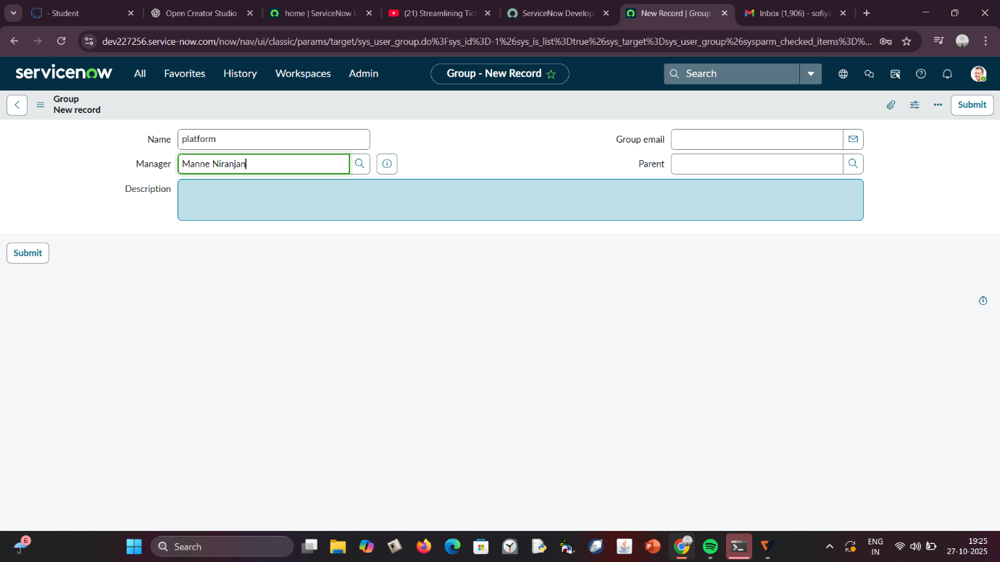 - Student
Open Creator Studio
home | ServiceNow U
(21) Streamlining Tick
ServiceNow Develop
New Record | Group
Inbox (1,906) - sofiya
dev227256.service-now.com/now/nav/ui/classic/params/target/sys_user_group.do%3Fsys_id%3D-1%26sys_is_list%3Dtrue%26sys_target%3Dsys_user_group%26sysparm_checked_items%3D%...
servicenow
All
Favorites
History
Workspaces
Admin
Group - New Record
Search
Group
New record
Submit
Name
platform
Group email
Manager
Manne Niranjan
Parent
Description
Submit
6
Search
ENG
IN
19:25
27-10-2025